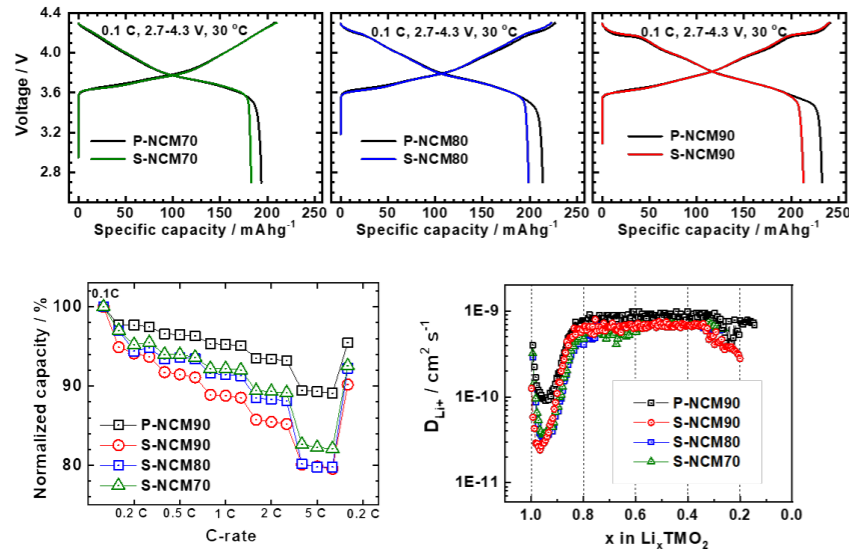 0.1 C, 2.7-4.3 V, 30 °C
0.1 C, 2.7-4.3 V, 30 °C
0.1 C, 2.7-4.3 V, 30 °C
Voltage / V
4.4
4.0
3.6
3.2
2.8
P-NCM70
S-NCM70
P-NCM80
S-NCM80
P-NCM90
S-NCM90
0 50 100 150 200 250
0 50 100 150 200 250
0 50 100 150 200 250
Specific capacity / mAhg⁻¹
Specific capacity / mAhg⁻¹
Specific capacity / mAhg⁻¹
Normalized capacity / %
100
90
80
0.1C
P-NCM90
S-NCM90
S-NCM80
S-NCM70
0.2 C 0.5 C 1 C 2 C 5 C 0.2 C
C-rate
D_Li+ / cm² s⁻¹
1E-9
1E-10
1E-11
P-NCM90
S-NCM90
S-NCM80
S-NCM70
1.0 0.8 0.6 0.4 0.2 0.0
x in LiₓTMO₂